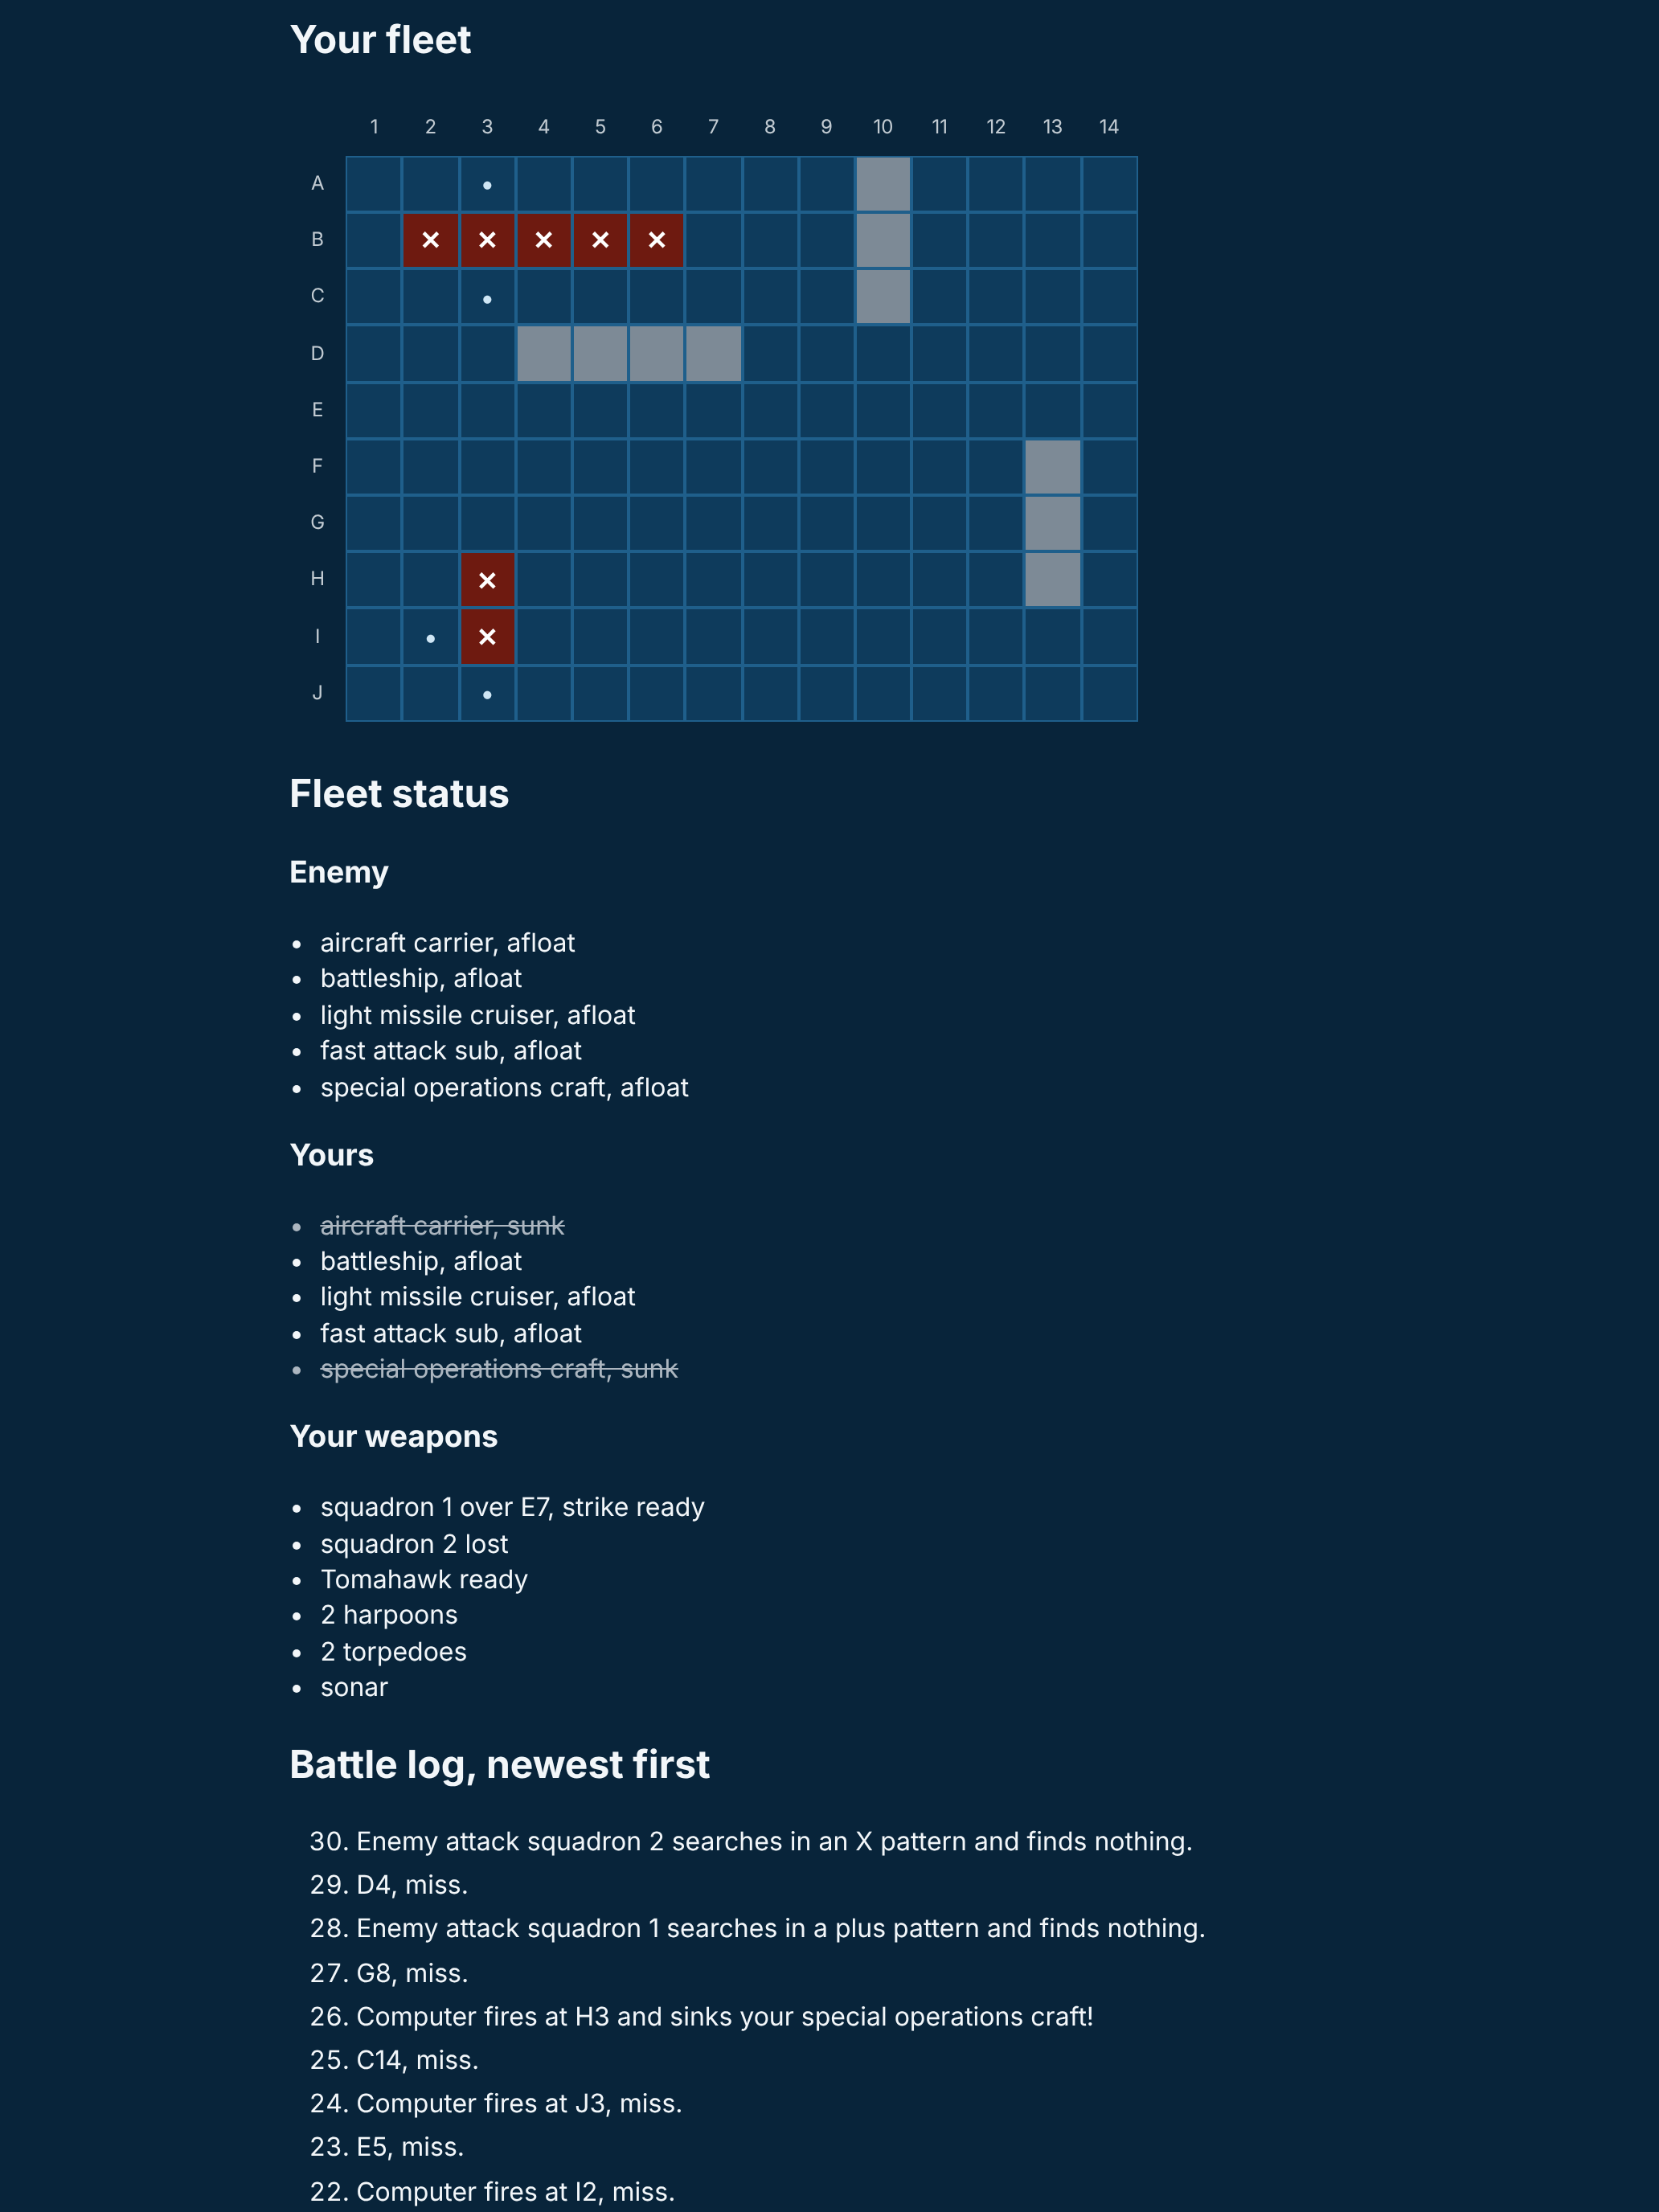 Your fleet
1 2 3 4 5 6 7 8 9 10 11 12 13 14
A •
B × × × × ×
C •
D
E
F
G
H ×
I • ×
J •
Fleet status
Enemy
• aircraft carrier, afloat
• battleship, afloat
• light missile cruiser, afloat
• fast attack sub, afloat
• special operations craft, afloat
Yours
• aircraft carrier, sunk
• battleship, afloat
• light missile cruiser, afloat
• fast attack sub, afloat
• special operations craft, sunk
Your weapons
• squadron 1 over E7, strike ready
• squadron 2 lost
• Tomahawk ready
• 2 harpoons
• 2 torpedoes
• sonar
Battle log, newest first
30. Enemy attack squadron 2 searches in an X pattern and finds nothing.
29. D4, miss.
28. Enemy attack squadron 1 searches in a plus pattern and finds nothing.
27. G8, miss.
26. Computer fires at H3 and sinks your special operations craft!
25. C14, miss.
24. Computer fires at J3, miss.
23. E5, miss.
22. Computer fires at I2, miss.